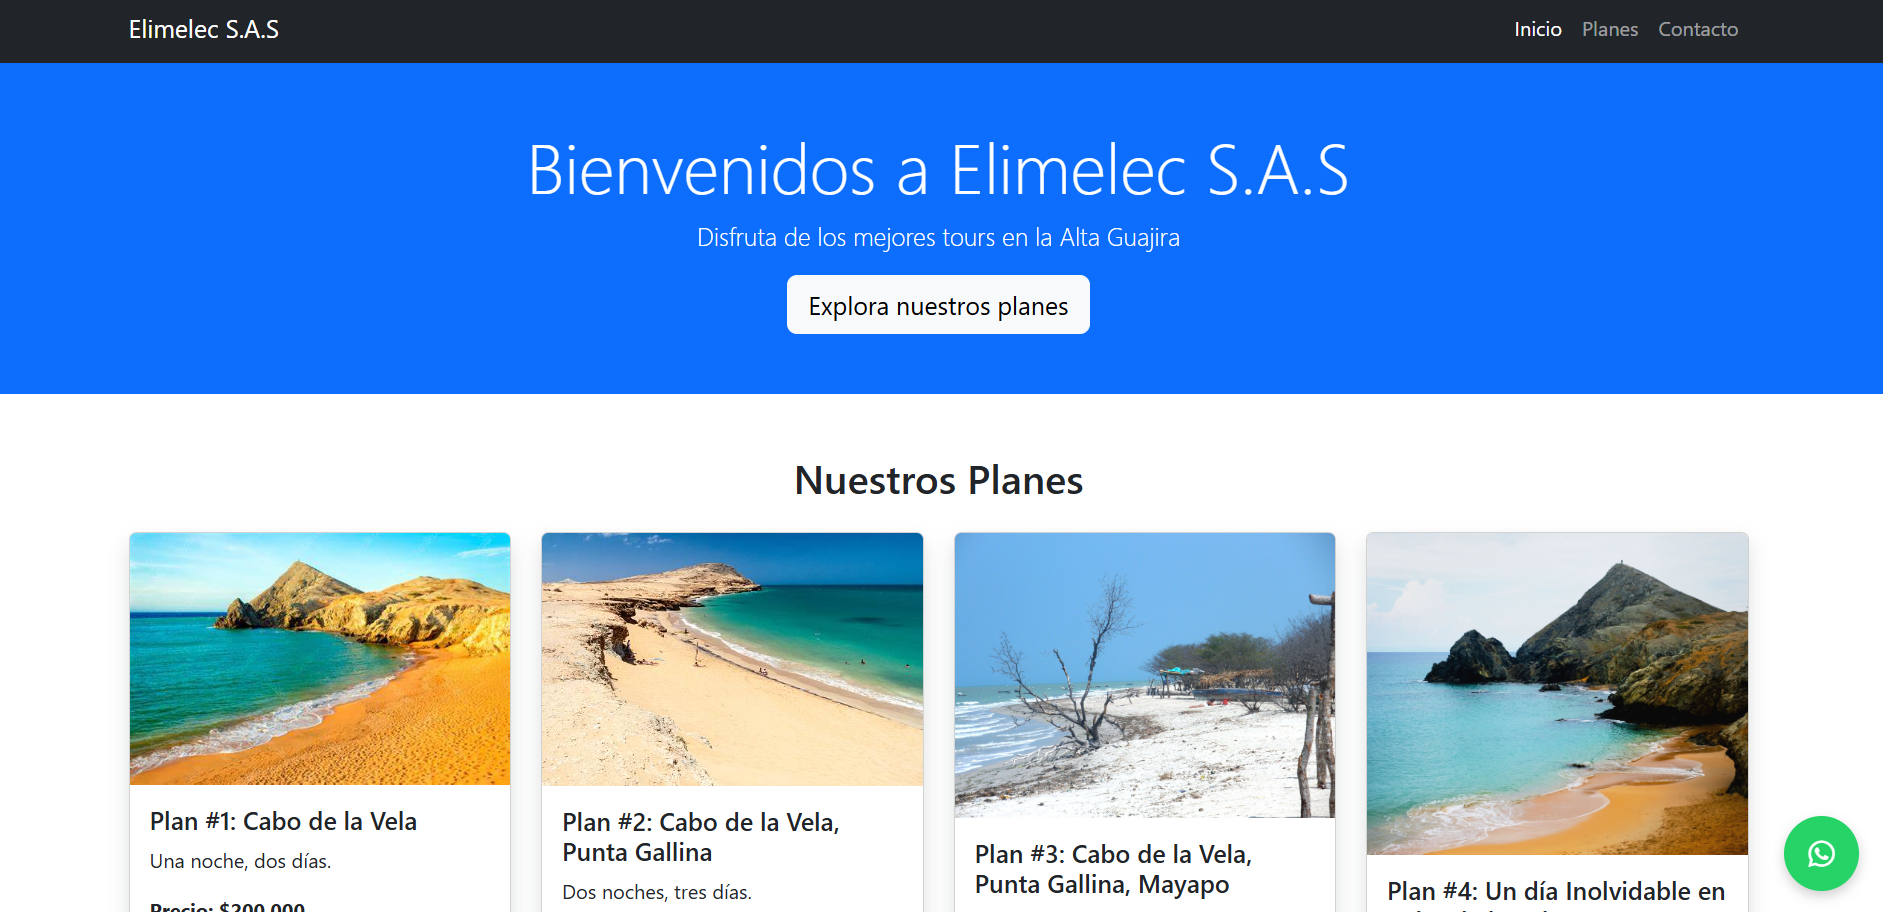 Elimelec S.A.S
Inicio Planes Contacto
Bienvenidos a Elimelec S.A.S
Disfruta de los mejores tours en la Alta Guajira
Explora nuestros planes
Nuestros Planes
Plan #1: Cabo de la Vela
Una noche, dos días.
Precio: $200.000
Plan #2: Cabo de la Vela,
Punta Gallina
Dos noches, tres días.
Plan #3: Cabo de la Vela,
Punta Gallina, Mayapo
Plan #4: Un día Inolvidable en